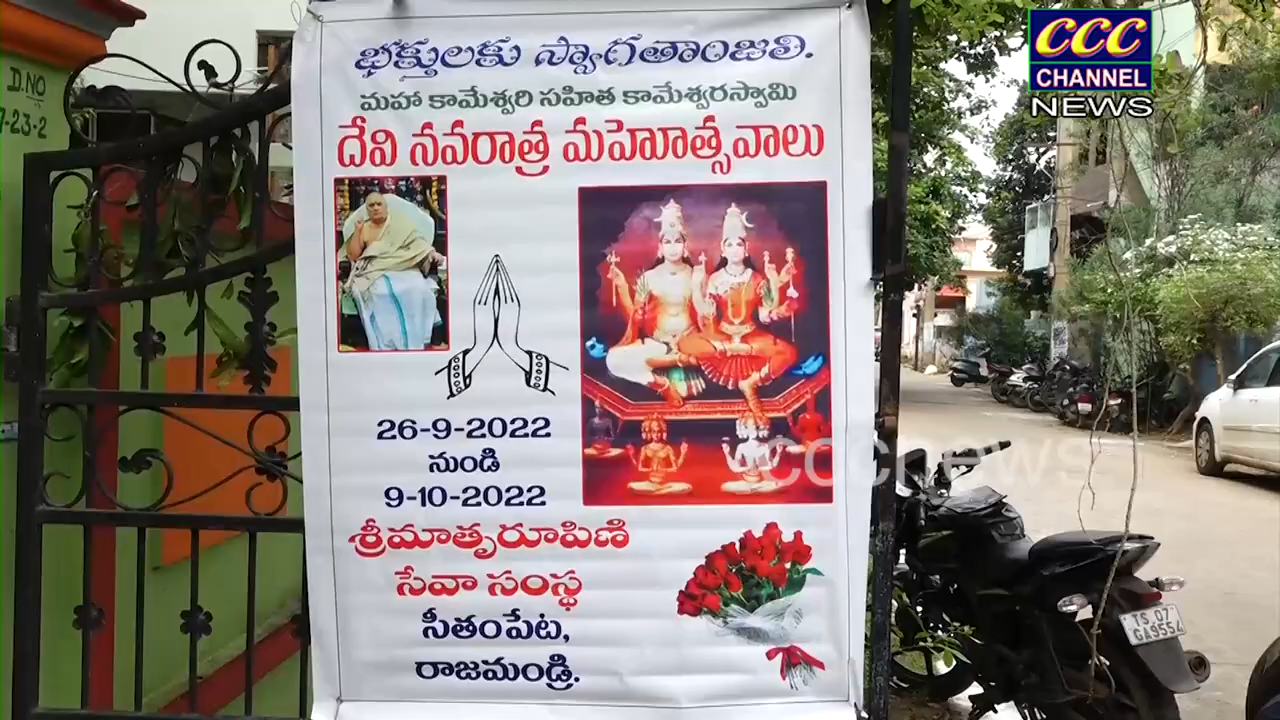 భక్తులకు స్వాగతాంజలి.
మహా కామేశ్వరి సహిత కామేశ్వరస్వామి
దేవి నవరాత్ర మహోత్సవాలు
26-9-2022
నుండి
9-10-2022
శ్రీమాతృరూపిణి
సేవా సంస్థ
సీతంపేట,
రాజమండ్రి.
D.NO
7-23-2
CCC
CHANNEL
NEWS
cccnews
TS 07
GA9554